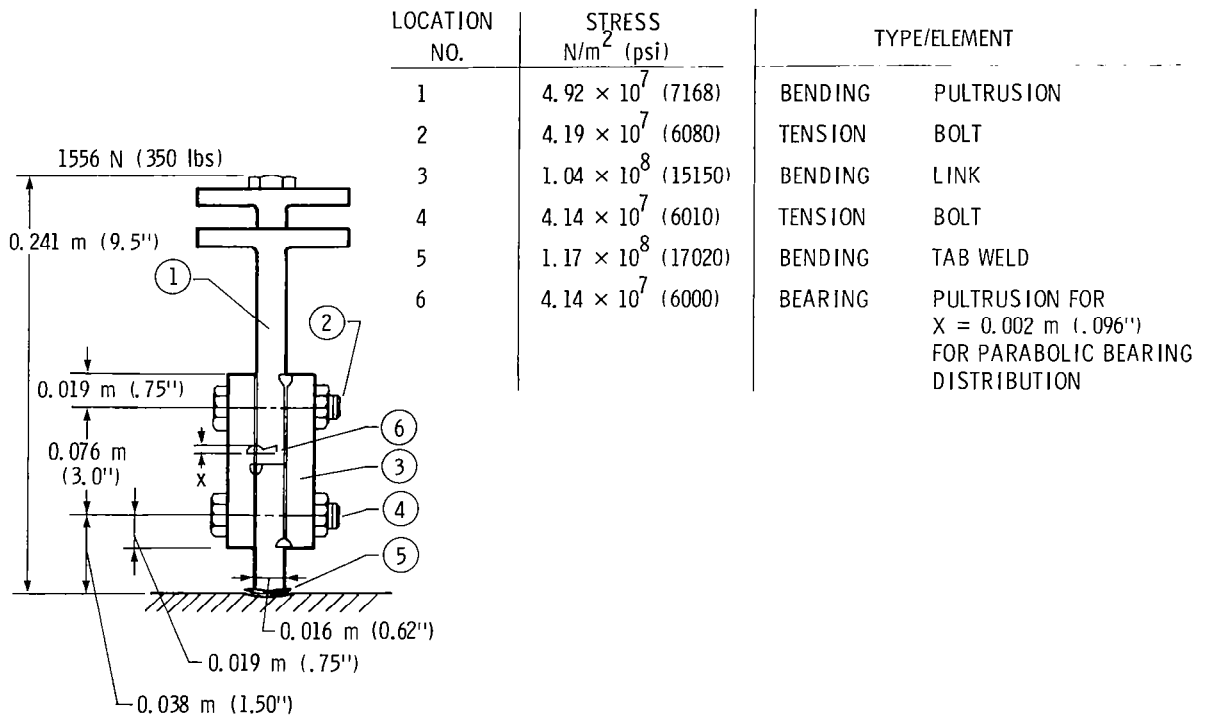 LOCATION NO. STRESS N/m² (psi) TYPE/ELEMENT
1 4.92 × 10⁷ (7168) BENDING PULTRUSION
2 4.19 × 10⁷ (6080) TENSION BOLT
3 1.04 × 10⁸ (15150) BENDING LINK
4 4.14 × 10⁷ (6010) TENSION BOLT
5 1.17 × 10⁸ (17020) BENDING TAB WELD
6 4.14 × 10⁷ (6000) BEARING PULTRUSION FOR
X = 0.002 m (.096'')
FOR PARABOLIC BEARING
DISTRIBUTION
1556 N (350 lbs)
0.241 m (9.5'')
1
2
0.019 m (.75'')
6
0.076 m
(3.0'')
X
3
4
5
0.016 m (0.62'')
0.019 m (.75'')
0.038 m (1.50'')